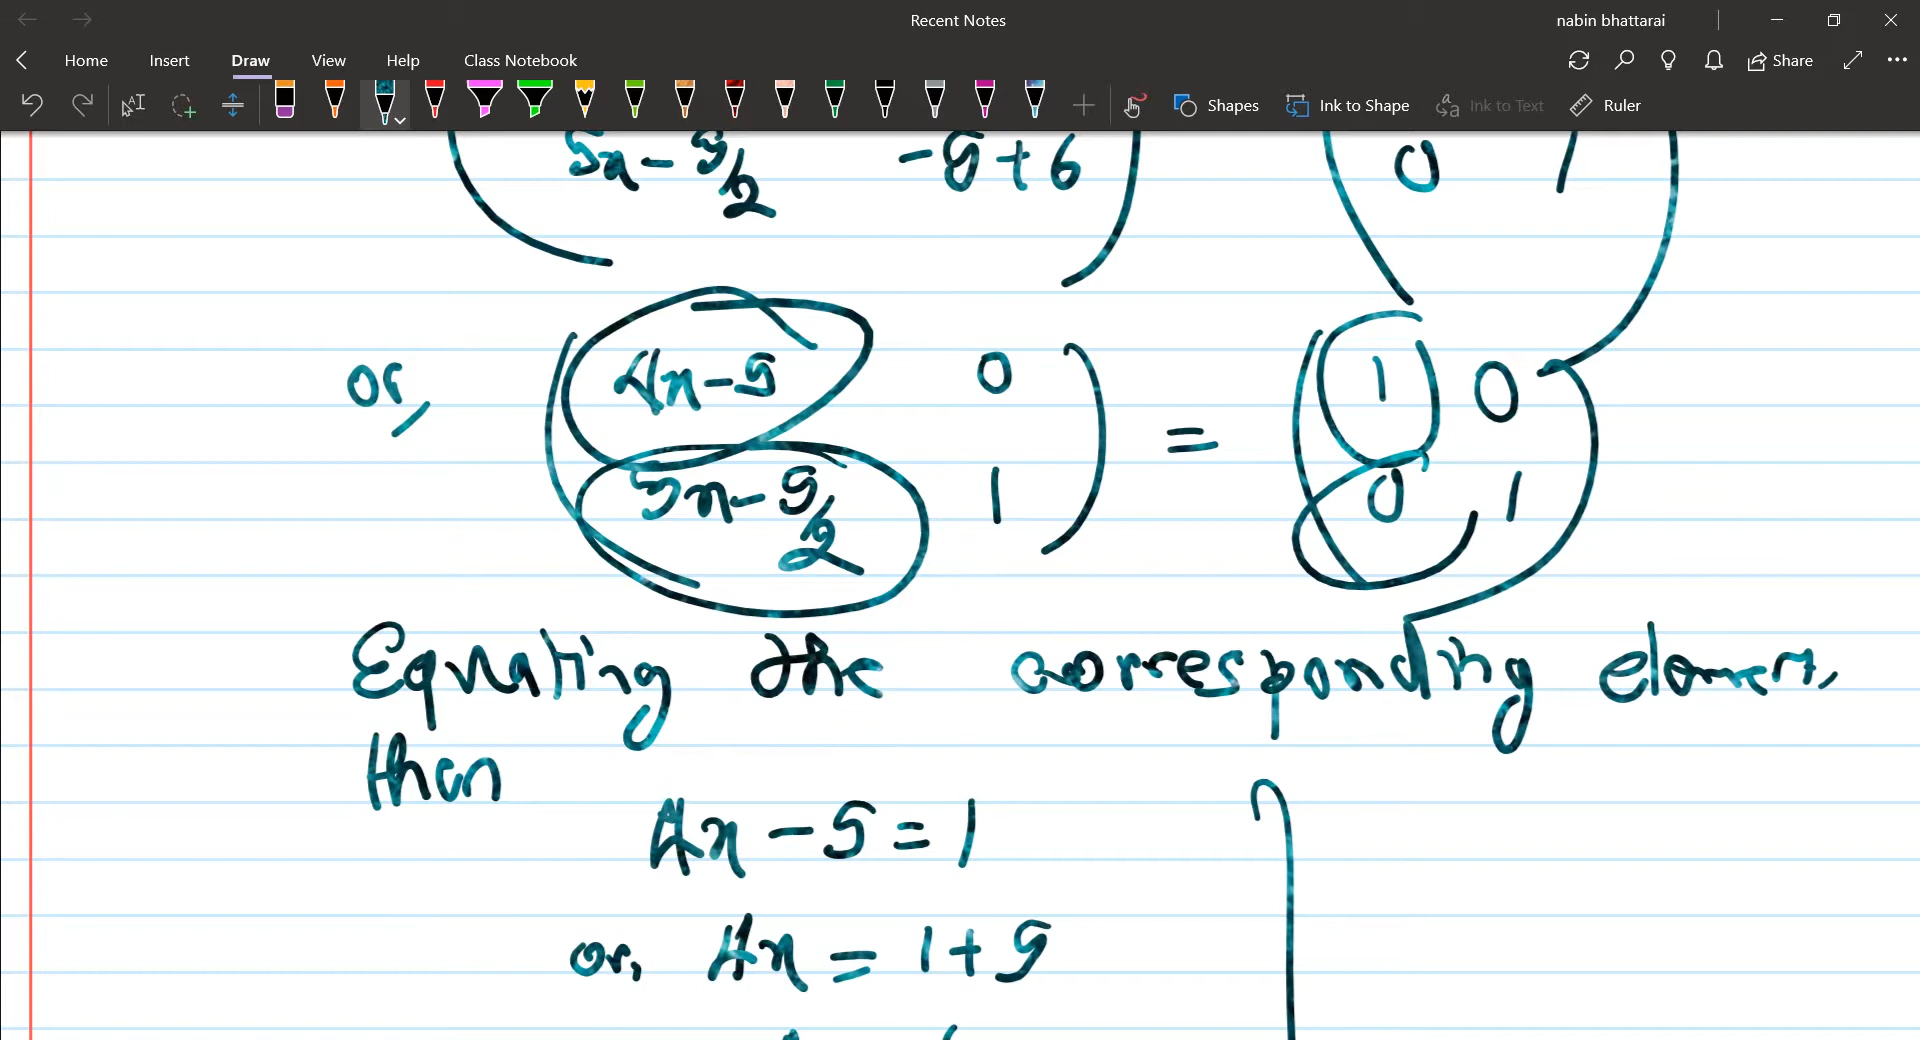 Recent Notes
nabin bhattarai
Home Insert Draw View Help Class Notebook
Share
Shapes Ink to Shape Ink to Text Ruler
5x - 5/2 -5+6 0 1
or, ( 4x-5 0 ) = ( 1 0 )
5x - 5/2 1 0 1
Equating the corresponding element,
then
4x - 5 = 1
or, 4x = 1 + 5